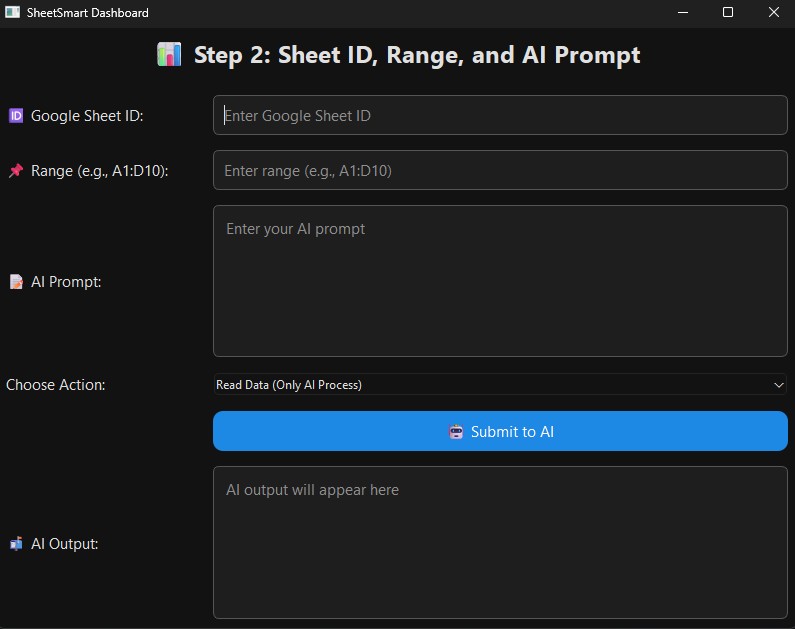 SheetSmart Dashboard
📊 Step 2: Sheet ID, Range, and AI Prompt
🆔 Google Sheet ID:
Enter Google Sheet ID
📌 Range (e.g., A1:D10):
Enter range (e.g., A1:D10)
Enter your AI prompt
📝 AI Prompt:
Choose Action:
Read Data (Only AI Process)
🤖 Submit to AI
AI output will appear here
📬 AI Output: